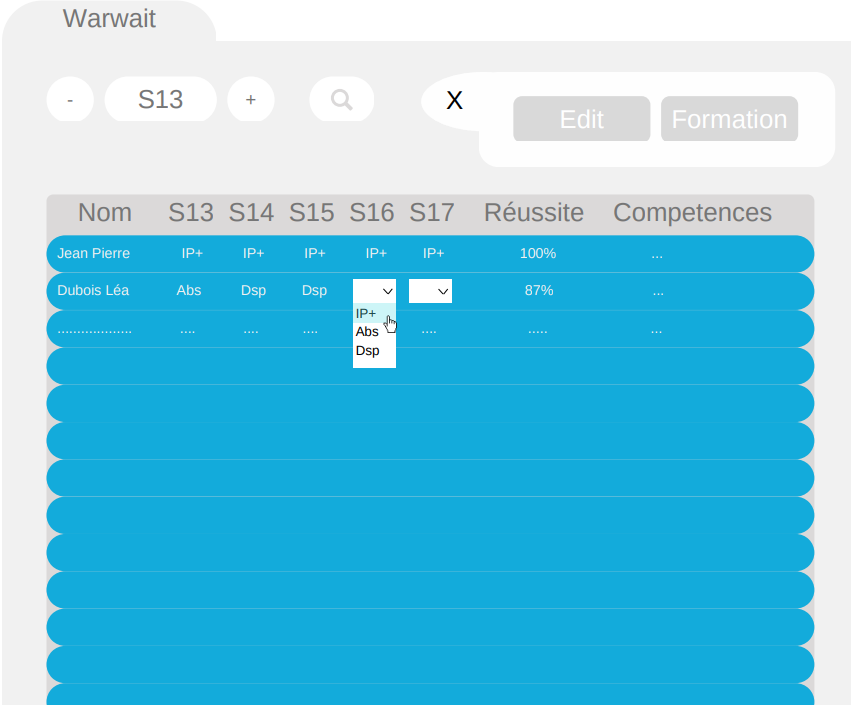 Warwait
- S13 + X Edit Formation
Nom S13 S14 S15 S16 S17 Réussite Competences
Jean Pierre IP+ IP+ IP+ IP+ IP+ 100% ...
Dubois Léa Abs Dsp Dsp 87% ...
................... .... .... .... .... ..... ...
IP+
Abs
Dsp